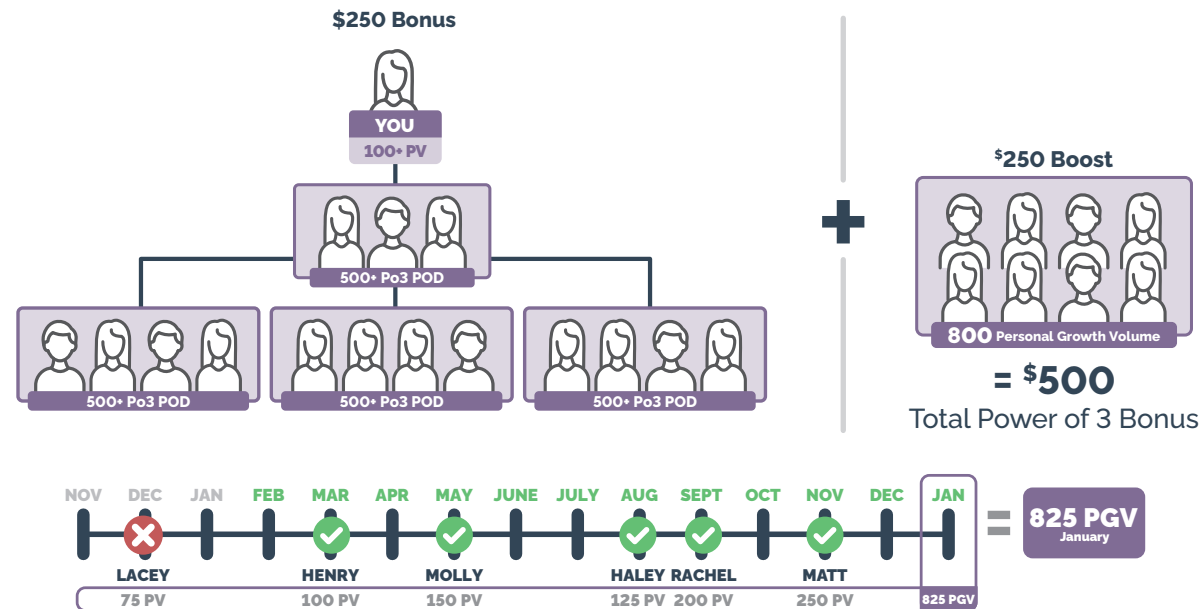 $250 Bonus
YOU
100+ PV
500+ Po3 POD
500+ Po3 POD
500+ Po3 POD
500+ Po3 POD
$250 Boost
800 Personal Growth Volume
= $500
Total Power of 3 Bonus
NOV DEC JAN FEB MAR APR MAY JUNE JULY AUG SEPT OCT NOV DEC JAN
LACEY HENRY MOLLY HALEY RACHEL MATT
75 PV 100 PV 150 PV 125 PV 200 PV 250 PV 825 PGV
= 825 PGV
January